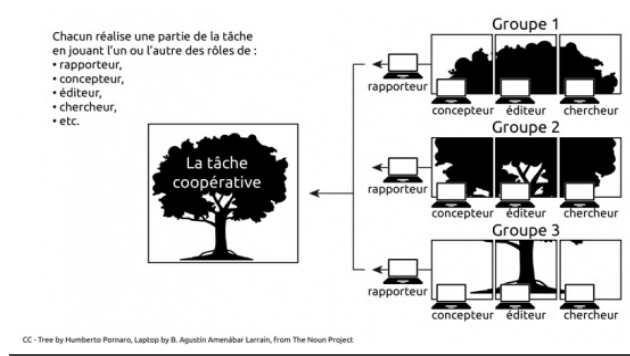 Chacun réalise une partie de la tâche
en jouant l'un ou l'autre des rôles de :
• rapporteur,
• concepteur,
• éditeur,
• chercheur,
• etc.
La tâche
coopérative
Groupe 1
rapporteur
concepteur éditeur chercheur
Groupe 2
rapporteur
concepteur éditeur chercheur
Groupe 3
rapporteur
concepteur éditeur chercheur
CC - Tree by Humberto Pornaro, Laptop by B. Agustín Amenábar Larraín, from The Noun Project